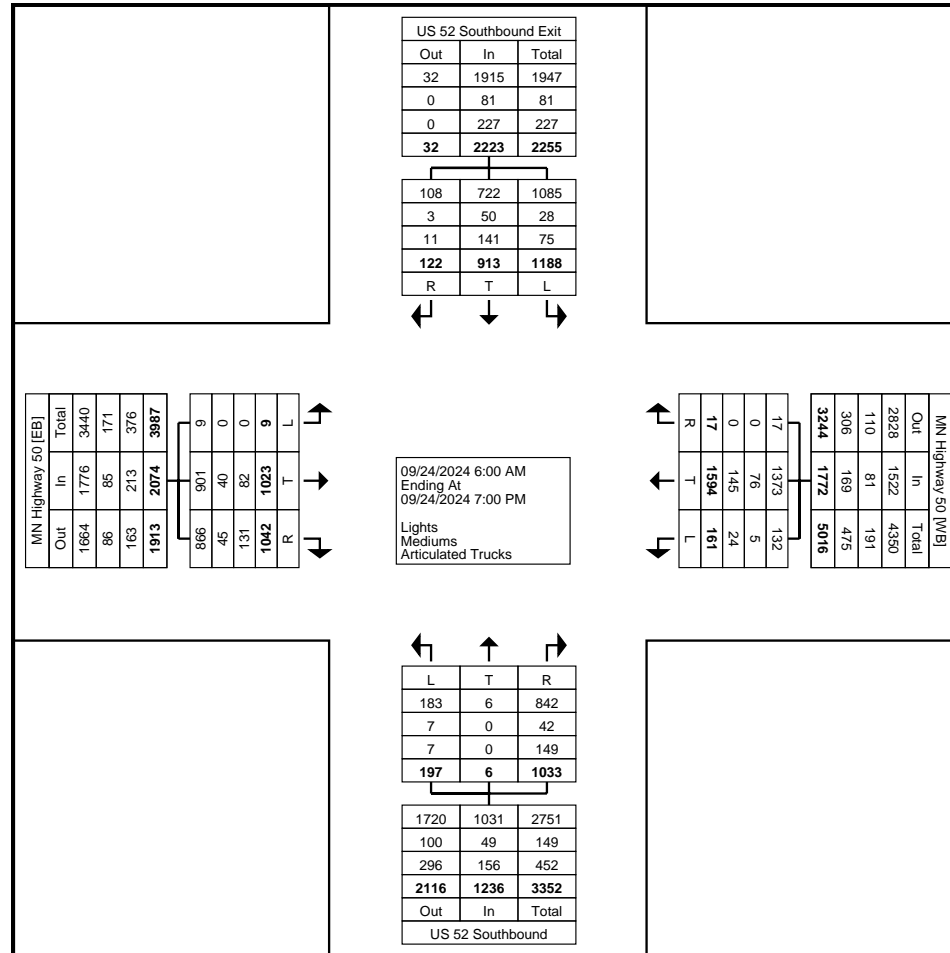 US 52 Southbound Exit
Out In Total
32 1915 1947
0 81 81
0 227 227
32 2223 2255
108 722 1085
3 50 28
11 141 75
122 913 1188
R T L
MN Highway 50 [EB]
Total In Out
3440 1776 1664
171 85 86
376 213 163
3987 2074 1913
9 901 866
0 40 45
0 82 131
9 1023 1042
L T R
09/24/2024 6:00 AM
Ending At
09/24/2024 7:00 PM
Lights
Mediums
Articulated Trucks
R T L
17 1594 161
0 145 24
0 76 5
17 1373 132
3244 1772 5016
306 169 475
110 81 191
2828 1522 4350
Out In Total
MN Highway 50 [WB]
L T R
183 6 842
7 0 42
7 0 149
197 6 1033
1720 1031 2751
100 49 149
296 156 452
2116 1236 3352
Out In Total
US 52 Southbound